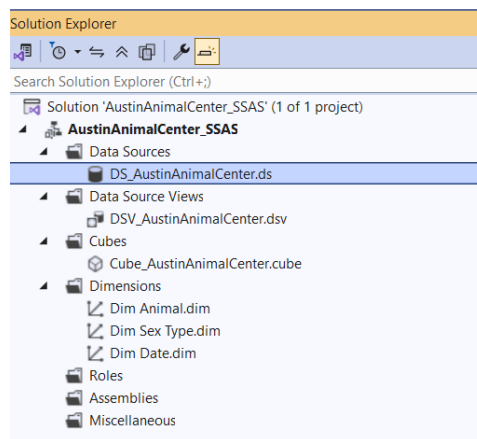 Solution Explorer
Search Solution Explorer (Ctrl+;)
Solution 'AustinAnimalCenter_SSAS' (1 of 1 project)
AustinAnimalCenter_SSAS
Data Sources
DS_AustinAnimalCenter.ds
Data Source Views
DSV_AustinAnimalCenter.dsv
Cubes
Cube_AustinAnimalCenter.cube
Dimensions
Dim Animal.dim
Dim Sex Type.dim
Dim Date.dim
Roles
Assemblies
Miscellaneous